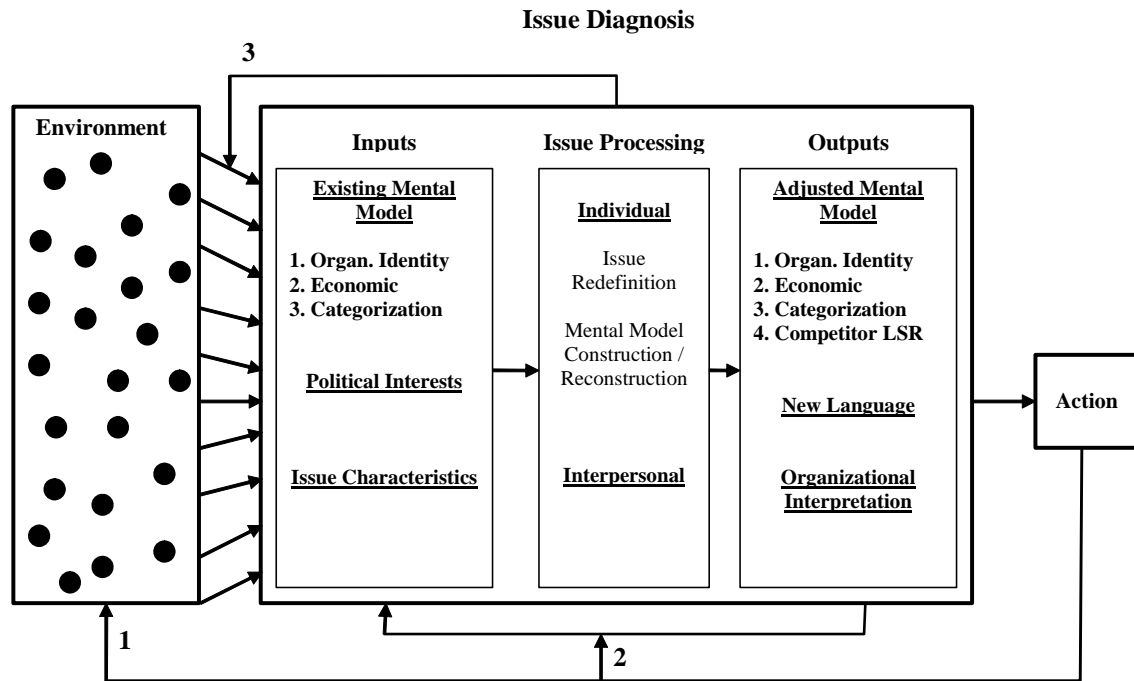 Issue Diagnosis
3
Environment
Inputs
Issue Processing
Outputs
Existing Mental
Model
1. Organ. Identity
2. Economic
3. Categorization
Political Interests
Issue Characteristics
Individual
Issue
Redefinition
Mental Model
Construction /
Reconstruction
Interpersonal
Adjusted Mental
Model
1. Organ. Identity
2. Economic
3. Categorization
4. Competitor LSR
New Language
Organizational
Interpretation
Action
1
2